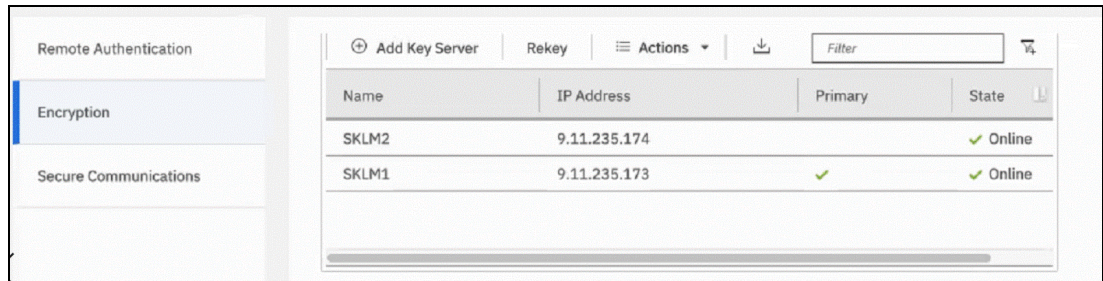 Remote Authentication
Encryption
Secure Communications
Add Key Server Rekey Actions Filter
Name IP Address Primary State
SKLM2 9.11.235.174 Online
SKLM1 9.11.235.173 Online